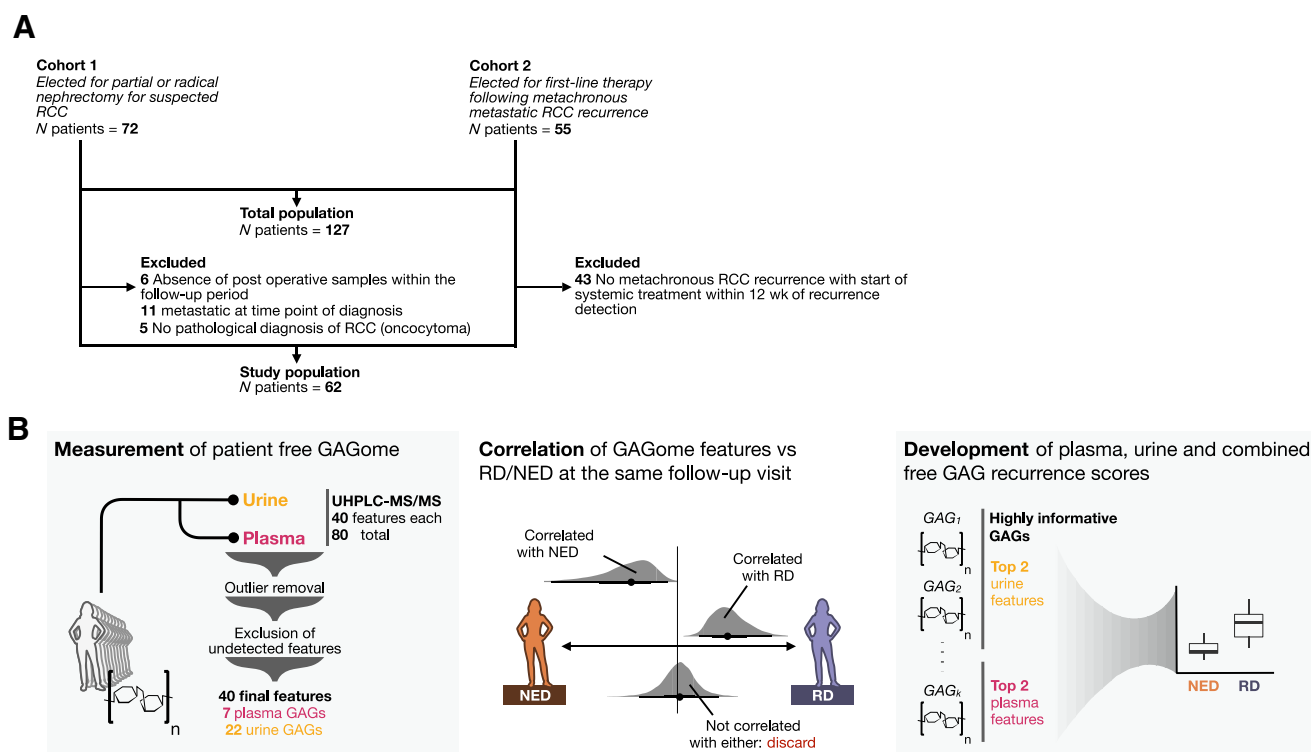 A
Cohort 1
Elected for partial or radical
nephrectomy for suspected
RCC
N patients = 72
Cohort 2
Elected for first-line therapy
following metachronous
metastatic RCC recurrence
N patients = 55
Total population
N patients = 127
Excluded
6 Absence of post operative samples within the
follow-up period
11 metastatic at time point of diagnosis
5 No pathological diagnosis of RCC (oncocytoma)
Excluded
43 No metachronous RCC recurrence with start of
systemic treatment within 12 wk of recurrence
detection
Study population
N patients = 62
B
Measurement of patient free GAGome
Urine
Plasma
UHPLC-MS/MS
40 features each
80 total
Outlier removal
Exclusion of
undetected features
40 final features
7 plasma GAGs
22 urine GAGs
n
Correlation of GAGome features vs
RD/NED at the same follow-up visit
Correlated
with NED
Correlated
with RD
NED
RD
Not correlated
with either: discard
Development of plasma, urine and combined
free GAG recurrence scores
GAG1
n
GAG2
n
GAGk
n
Highly informative
GAGs
Top 2
urine
features
Top 2
plasma
features
NED RD